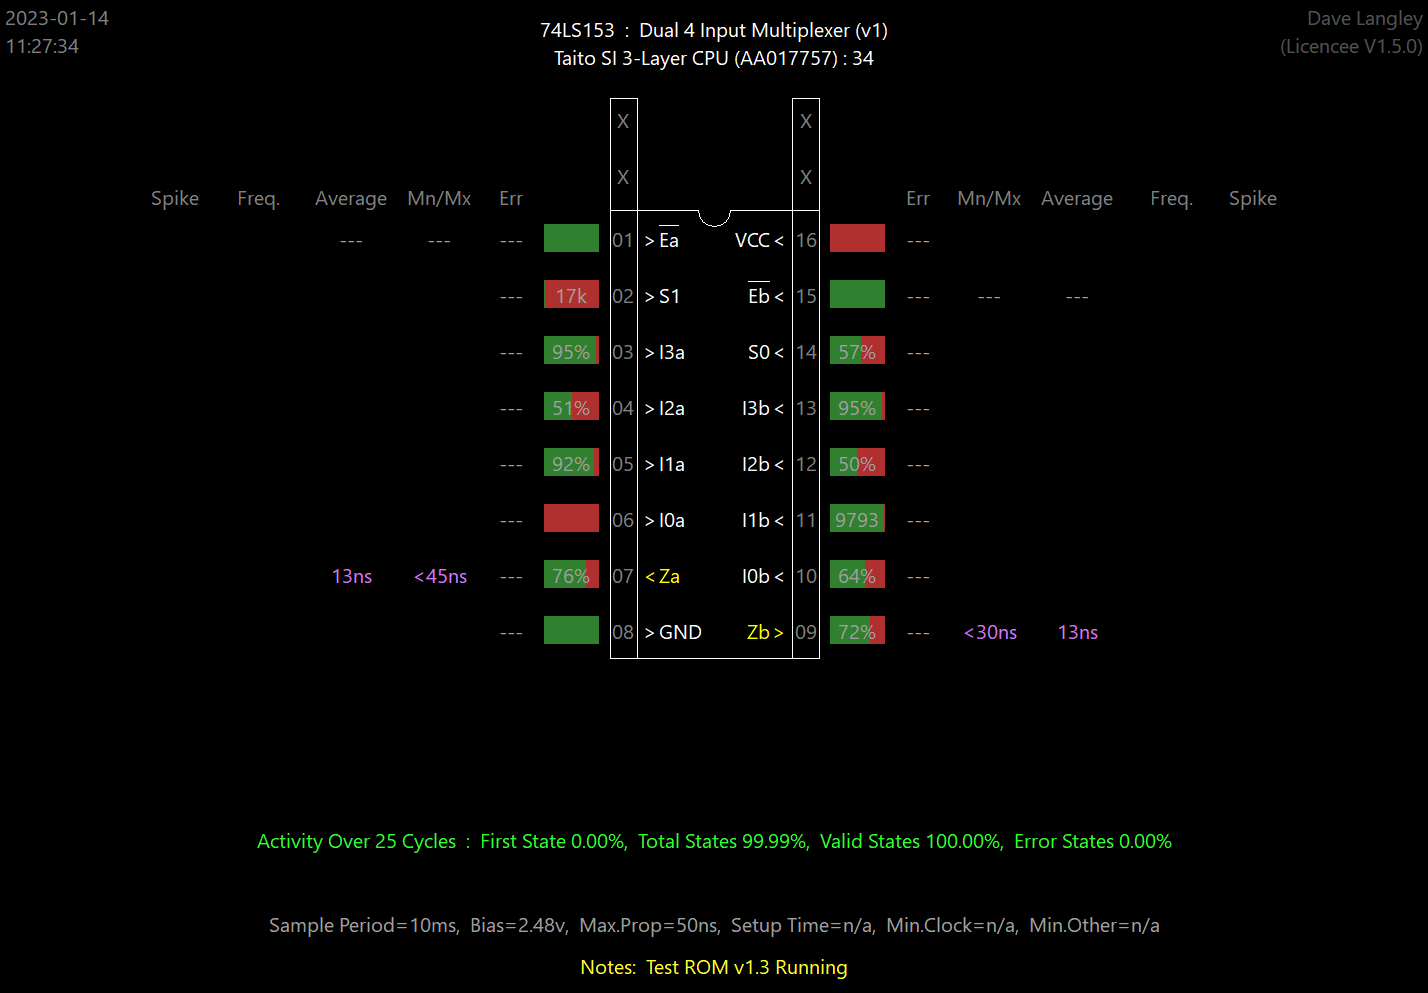 2023-01-14
11:27:34
74LS153 : Dual 4 Input Multiplexer (v1)
Taito SI 3-Layer CPU (AA017757) : 34
Dave Langley
(Licencee V1.5.0)
X X
X X
Spike Freq. Average Mn/Mx Err Err Mn/Mx Average Freq. Spike
--- --- --- 01 > Ea VCC < 16 ---
--- 17k 02 > S1 Eb < 15 --- --- ---
--- 95% 03 > I3a S0 < 14 57% ---
--- 51% 04 > I2a I3b < 13 95% ---
--- 92% 05 > I1a I2b < 12 50% ---
--- 06 > I0a I1b < 11 9793 ---
13ns <45ns --- 76% 07 < Za I0b < 10 64% ---
--- 08 > GND Zb > 09 72% --- <30ns 13ns
Activity Over 25 Cycles : First State 0.00%, Total States 99.99%, Valid States 100.00%, Error States 0.00%
Sample Period=10ms, Bias=2.48v, Max.Prop=50ns, Setup Time=n/a, Min.Clock=n/a, Min.Other=n/a
Notes: Test ROM v1.3 Running